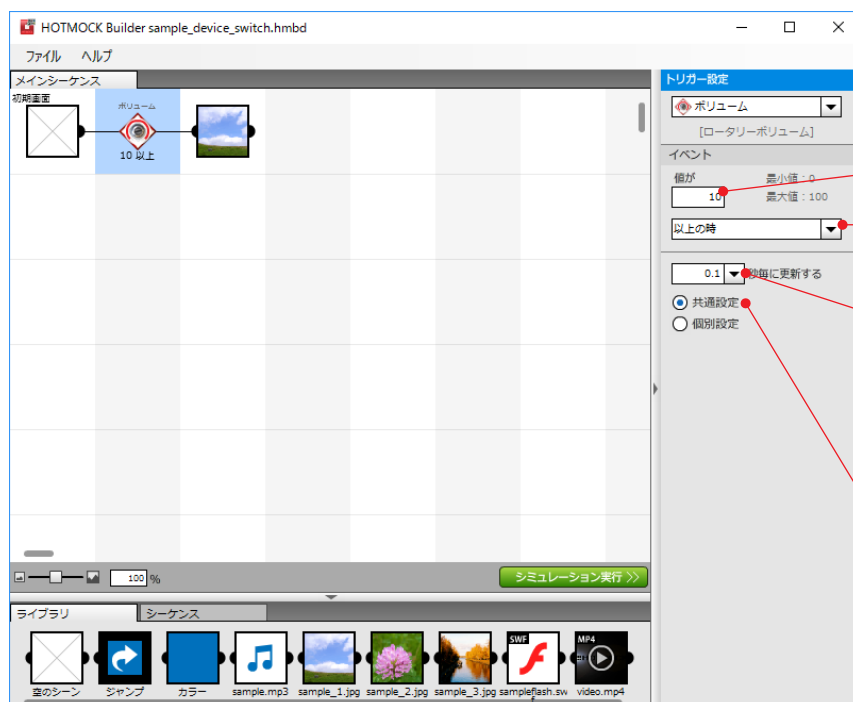 HOTMOCK Builder sample_device_switch.hmbd
ファイル ヘルプ
メインシーケンス
初期画面
ボリューム
10 以上
トリガー設定
ボリューム
[ロータリーボリューム]
イベント
値が 最小値：0
10 最大値：100
以上の時
0.1 秒毎に更新する
共通設定
個別設定
100 %
シミュレーション実行
ライブラリ シーケンス
SWF MP4
空のシーン ジャンプ カラー sample.mp3 sample_1.jpg sample_2.jpg sample_3.jpg sampleflash.sw video.mp4